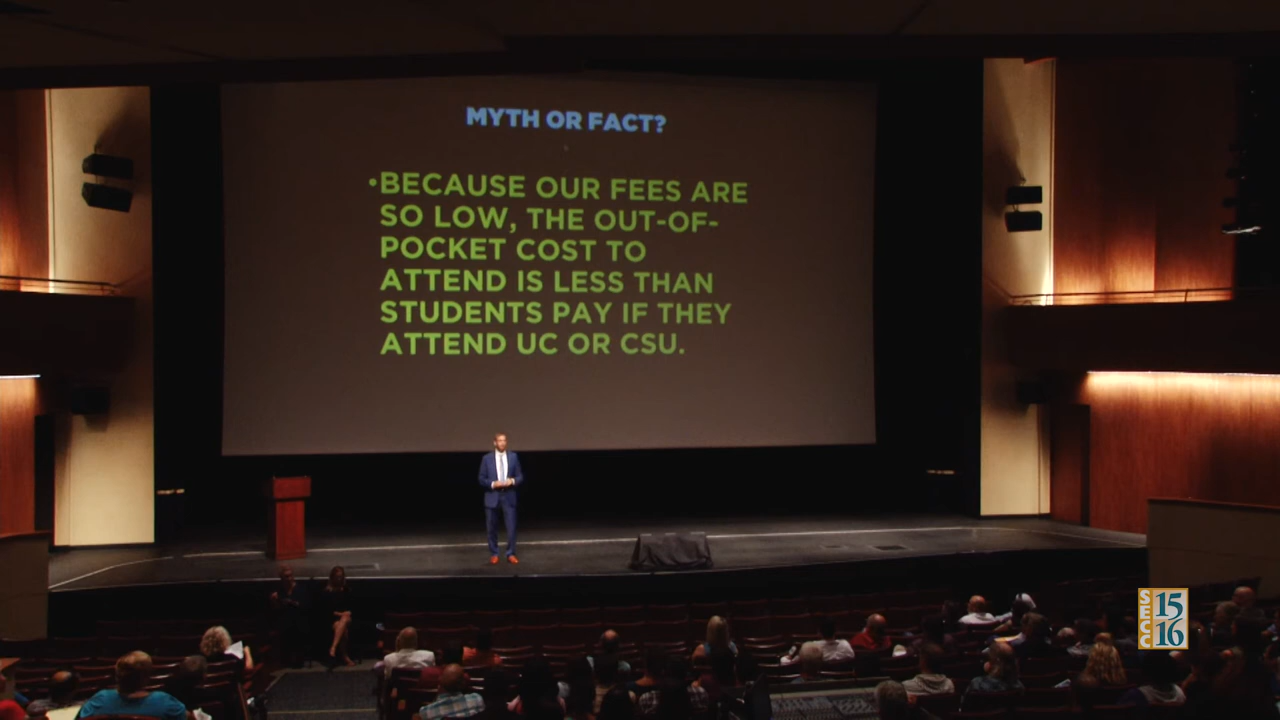 MYTH OR FACT?
•BECAUSE OUR FEES ARE
SO LOW, THE OUT-OF-
POCKET COST TO
ATTEND IS LESS THAN
STUDENTS PAY IF THEY
ATTEND UC OR CSU.
SECC
15
16